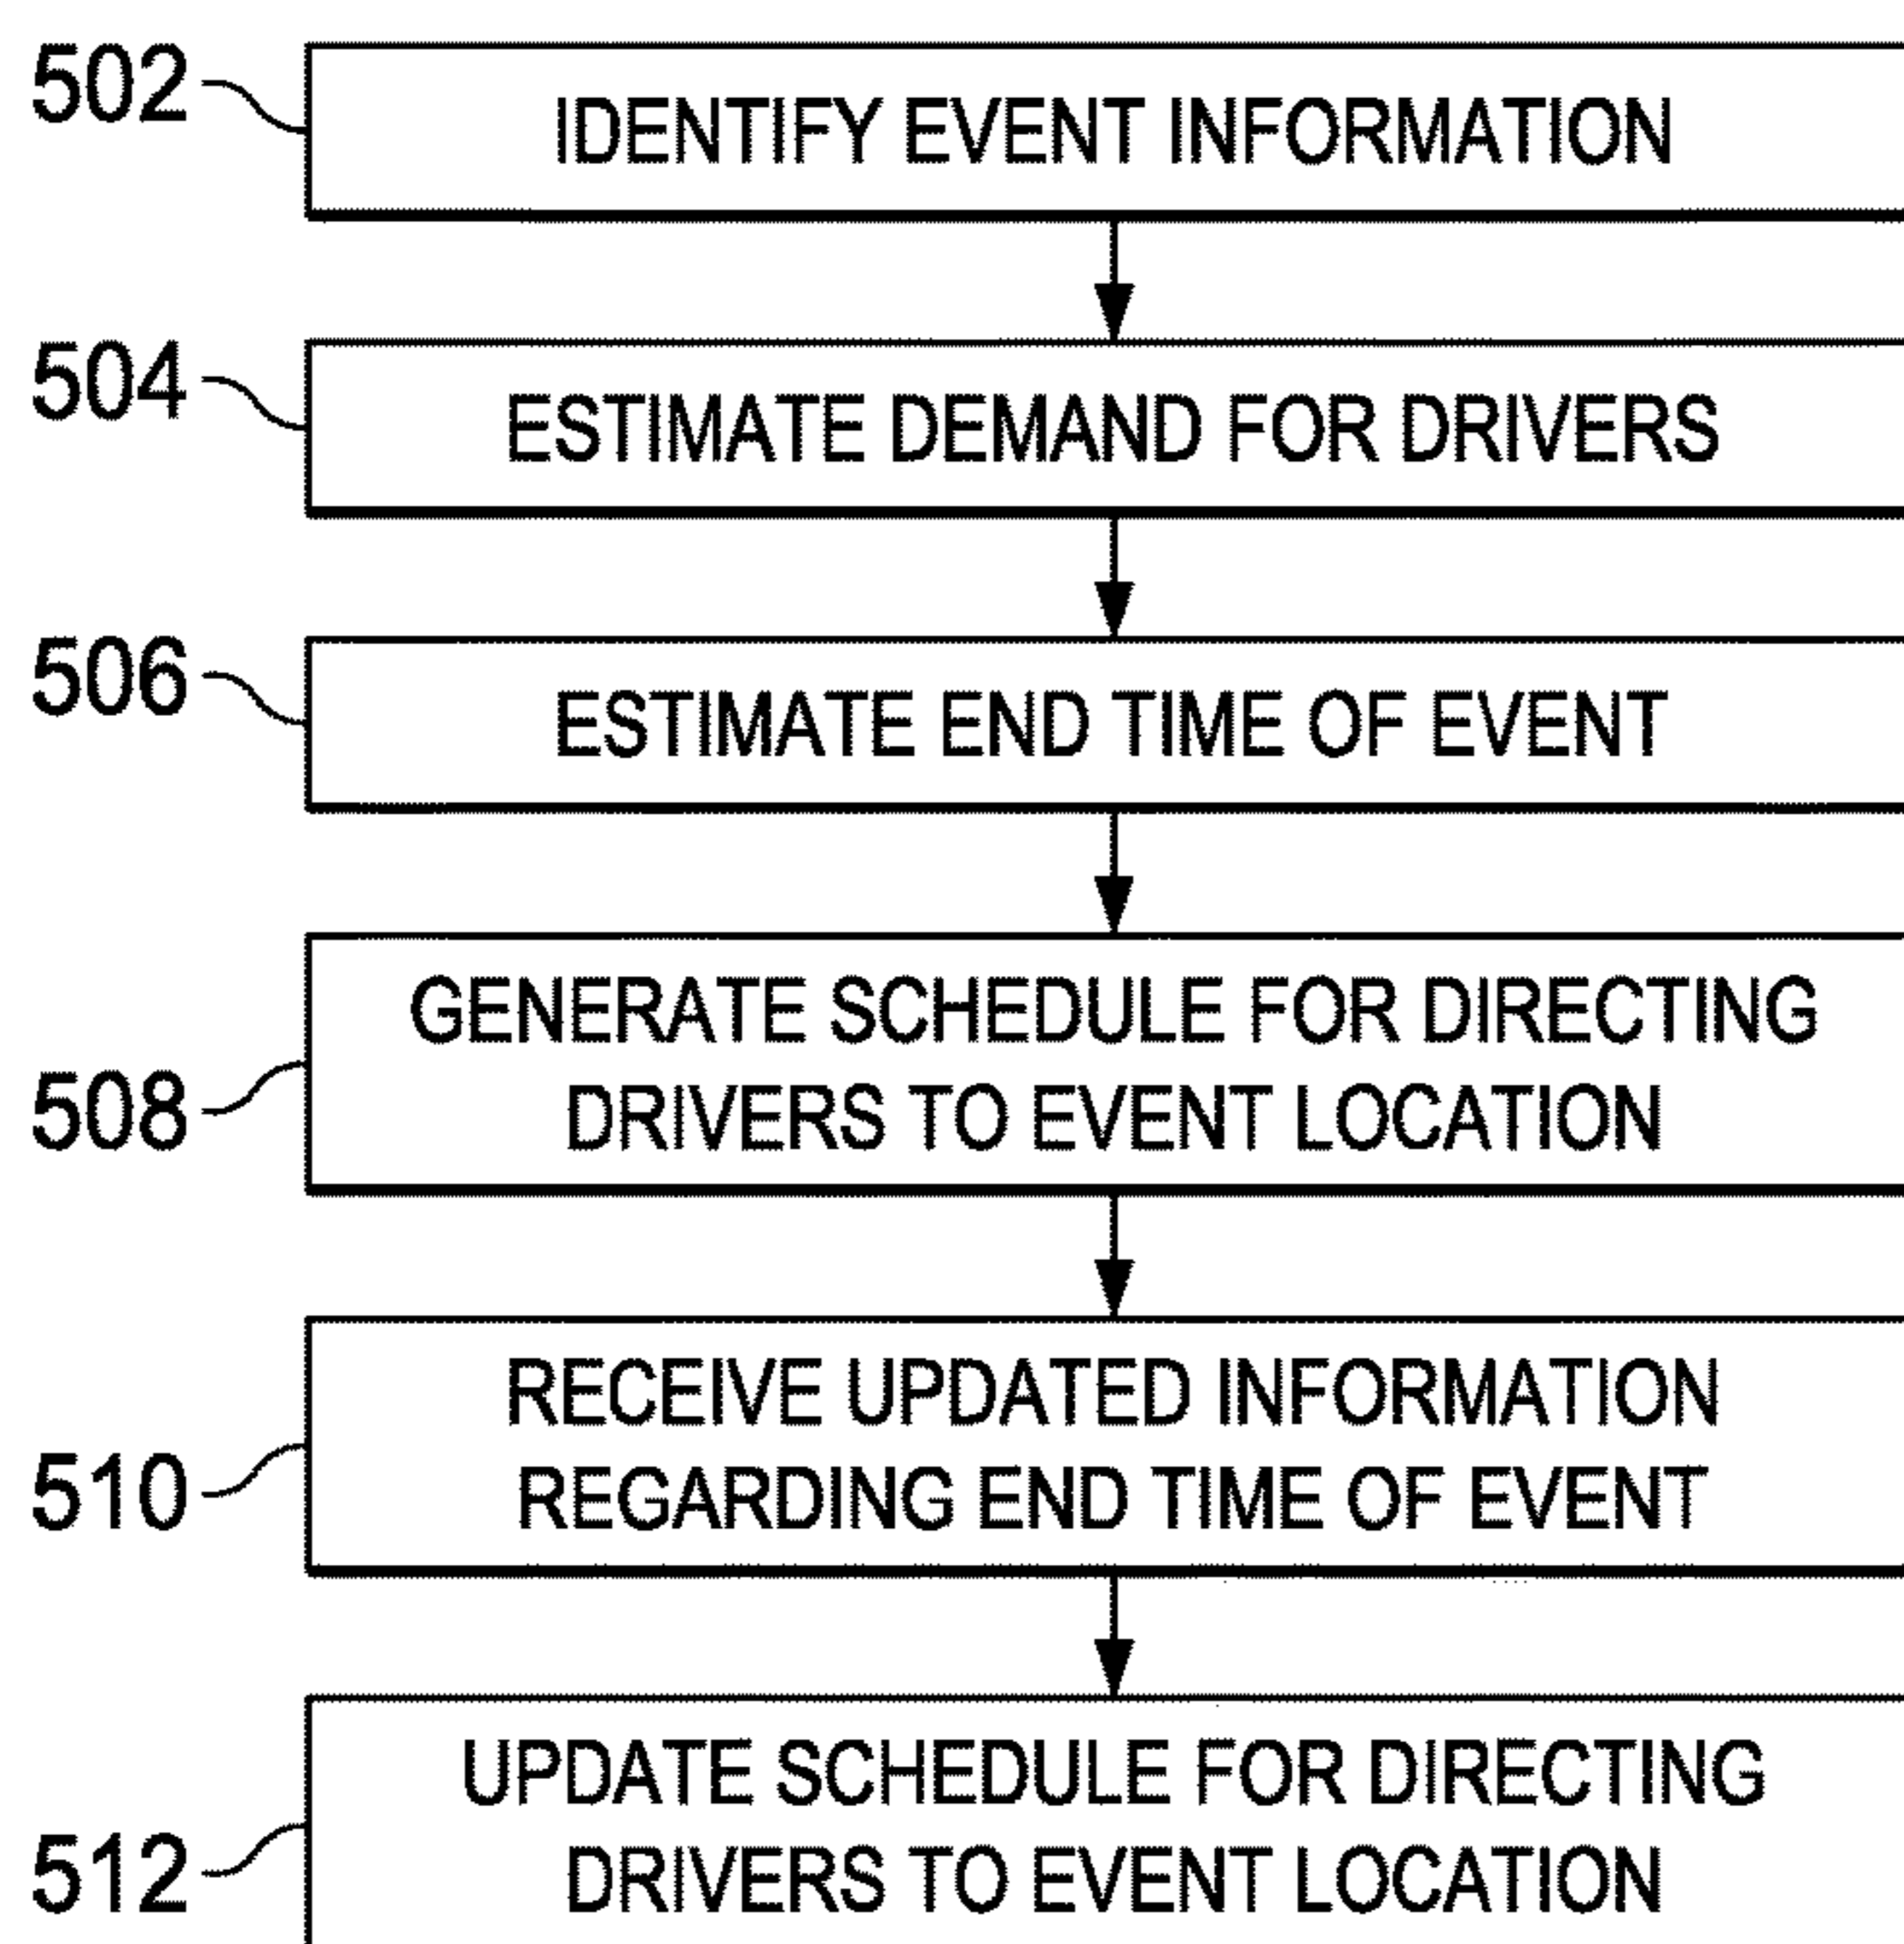 502
IDENTIFY EVENT INFORMATION
504
ESTIMATE DEMAND FOR DRIVERS
506
ESTIMATE END TIME OF EVENT
508
GENERATE SCHEDULE FOR DIRECTING
DRIVERS TO EVENT LOCATION
510
RECEIVE UPDATED INFORMATION
REGARDING END TIME OF EVENT
512
UPDATE SCHEDULE FOR DIRECTING
DRIVERS TO EVENT LOCATION